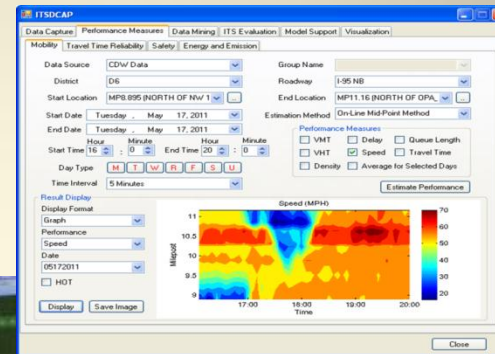 ITSDCAP
Data Capture Performance Measures Data Mining ITS Evaluation Model Support Visualization
Mobility Travel Time Reliability Safety Energy and Emission
Data Source CDW Data Group Name
District D6 Roadway I-95 NB
Start Location MP8.895 (NORTH OF NW 1 ... End Location MP11.16 (NORTH OF OPA_ ...
Start Date Tuesday , May 17, 2011 Estimation Method On-Line Mid-Point Method
End Date Tuesday , May 17, 2011 Performance Measures
Hour Minute Hour Minute
Start Time 16 : 0 End Time 20 : 0
VMT Delay Queue Length
VHT Speed Travel Time
Density Average for Selected Days
Day Type M T W R F S U
Time Interval 5 Minutes Estimate Performance
Result Display
Display Format
Graph
Performance
Speed
Date
05172011
HOT
Display Save Image
Speed (MPH)
Milepost
11
10.5
10
9.5
9
17:00 18:00 19:00 20:00
Time
70
60
50
40
30
20
Close